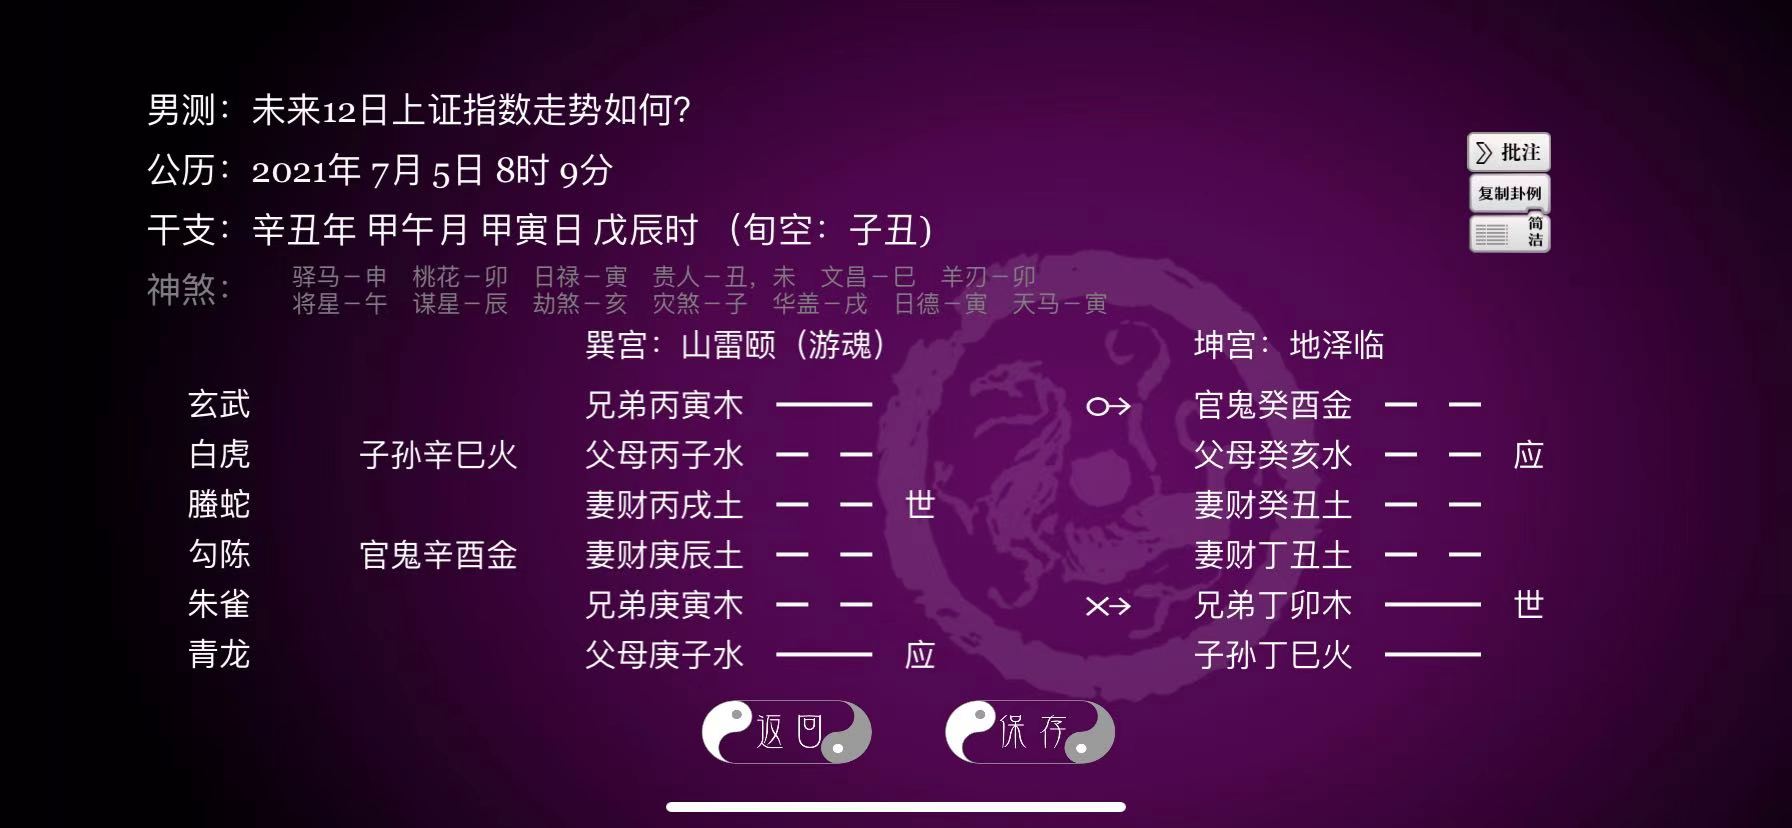 男测：未来12日上证指数走势如何？
公历：2021年 7月 5日 8时 9分
批注
复制卦例
简洁
干支：辛丑年 甲午月 甲寅日 戊辰时 （旬空：子丑）
神煞：
驿马－申 桃花－卯 日禄－寅 贵人－丑，未 文昌－巳 羊刃－卯
将星－午 谋星－辰 劫煞－亥 灾煞－子 华盖－戌 日德－寅 天马－寅
巽宫：山雷颐（游魂） 坤宫：地泽临
玄武 兄弟丙寅木 官鬼癸酉金
白虎 子孙辛巳火 父母丙子水 父母癸亥水 应
螣蛇 妻财丙戌土 世 妻财癸丑土
勾陈 官鬼辛酉金 妻财庚辰土 妻财丁丑土
朱雀 兄弟庚寅木 兄弟丁卯木 世
青龙 父母庚子水 应 子孙丁巳火
返回 保存